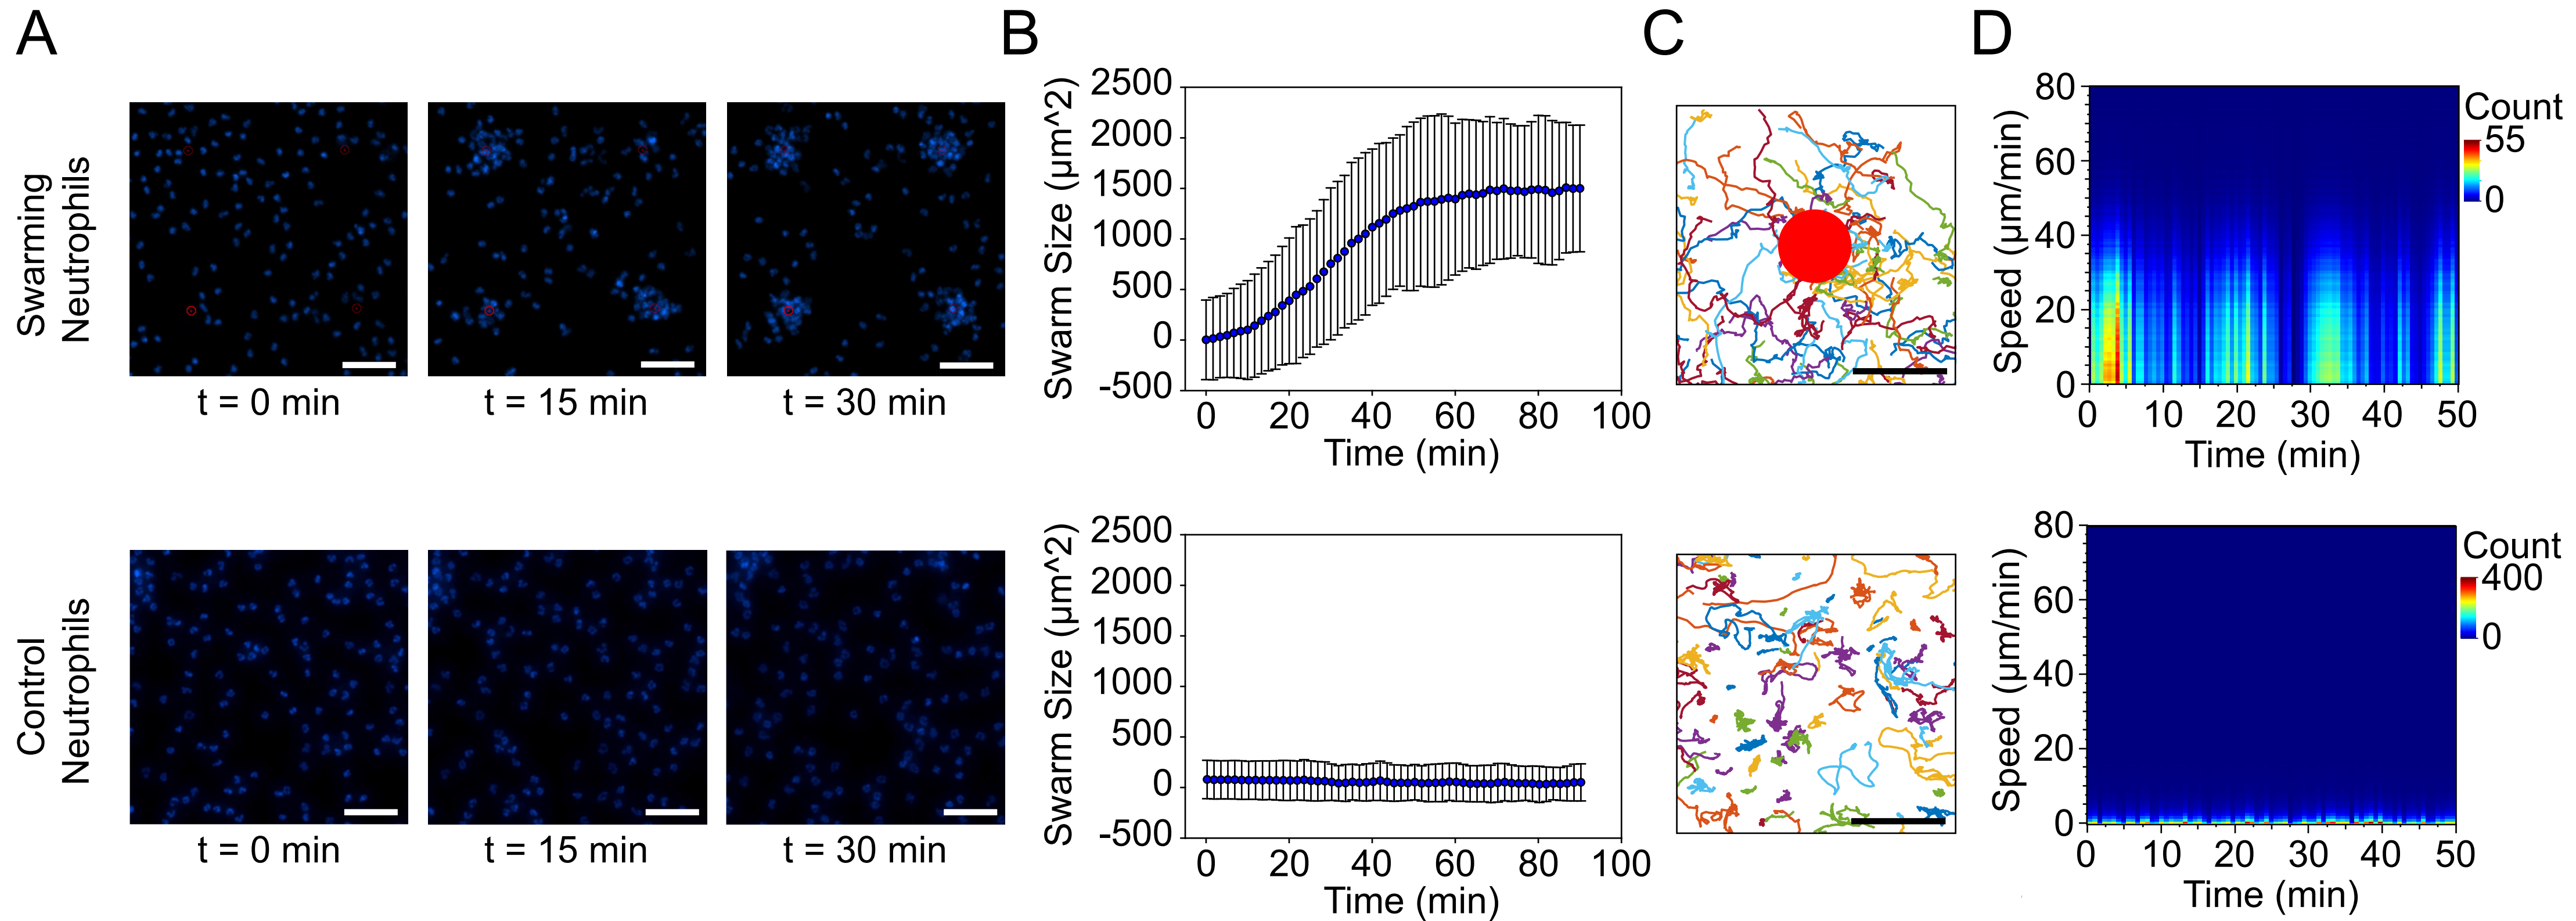 A
B
C
D
Swarming
Neutrophils
t = 0 min
t = 15 min
t = 30 min
Swarm Size (µm^2)
2500
2000
1500
1000
500
0
-500
0
20
40
60
80
100
Time (min)
Speed (µm/min)
80
60
40
20
0
0
10
20
30
40
50
Time (min)
Count
55
0
Control
Neutrophils
t = 0 min
t = 15 min
t = 30 min
Swarm Size (µm^2)
2500
2000
1500
1000
500
0
-500
0
20
40
60
80
100
Time (min)
Speed (µm/min)
80
60
40
20
0
0
10
20
30
40
50
Time (min)
Count
400
0